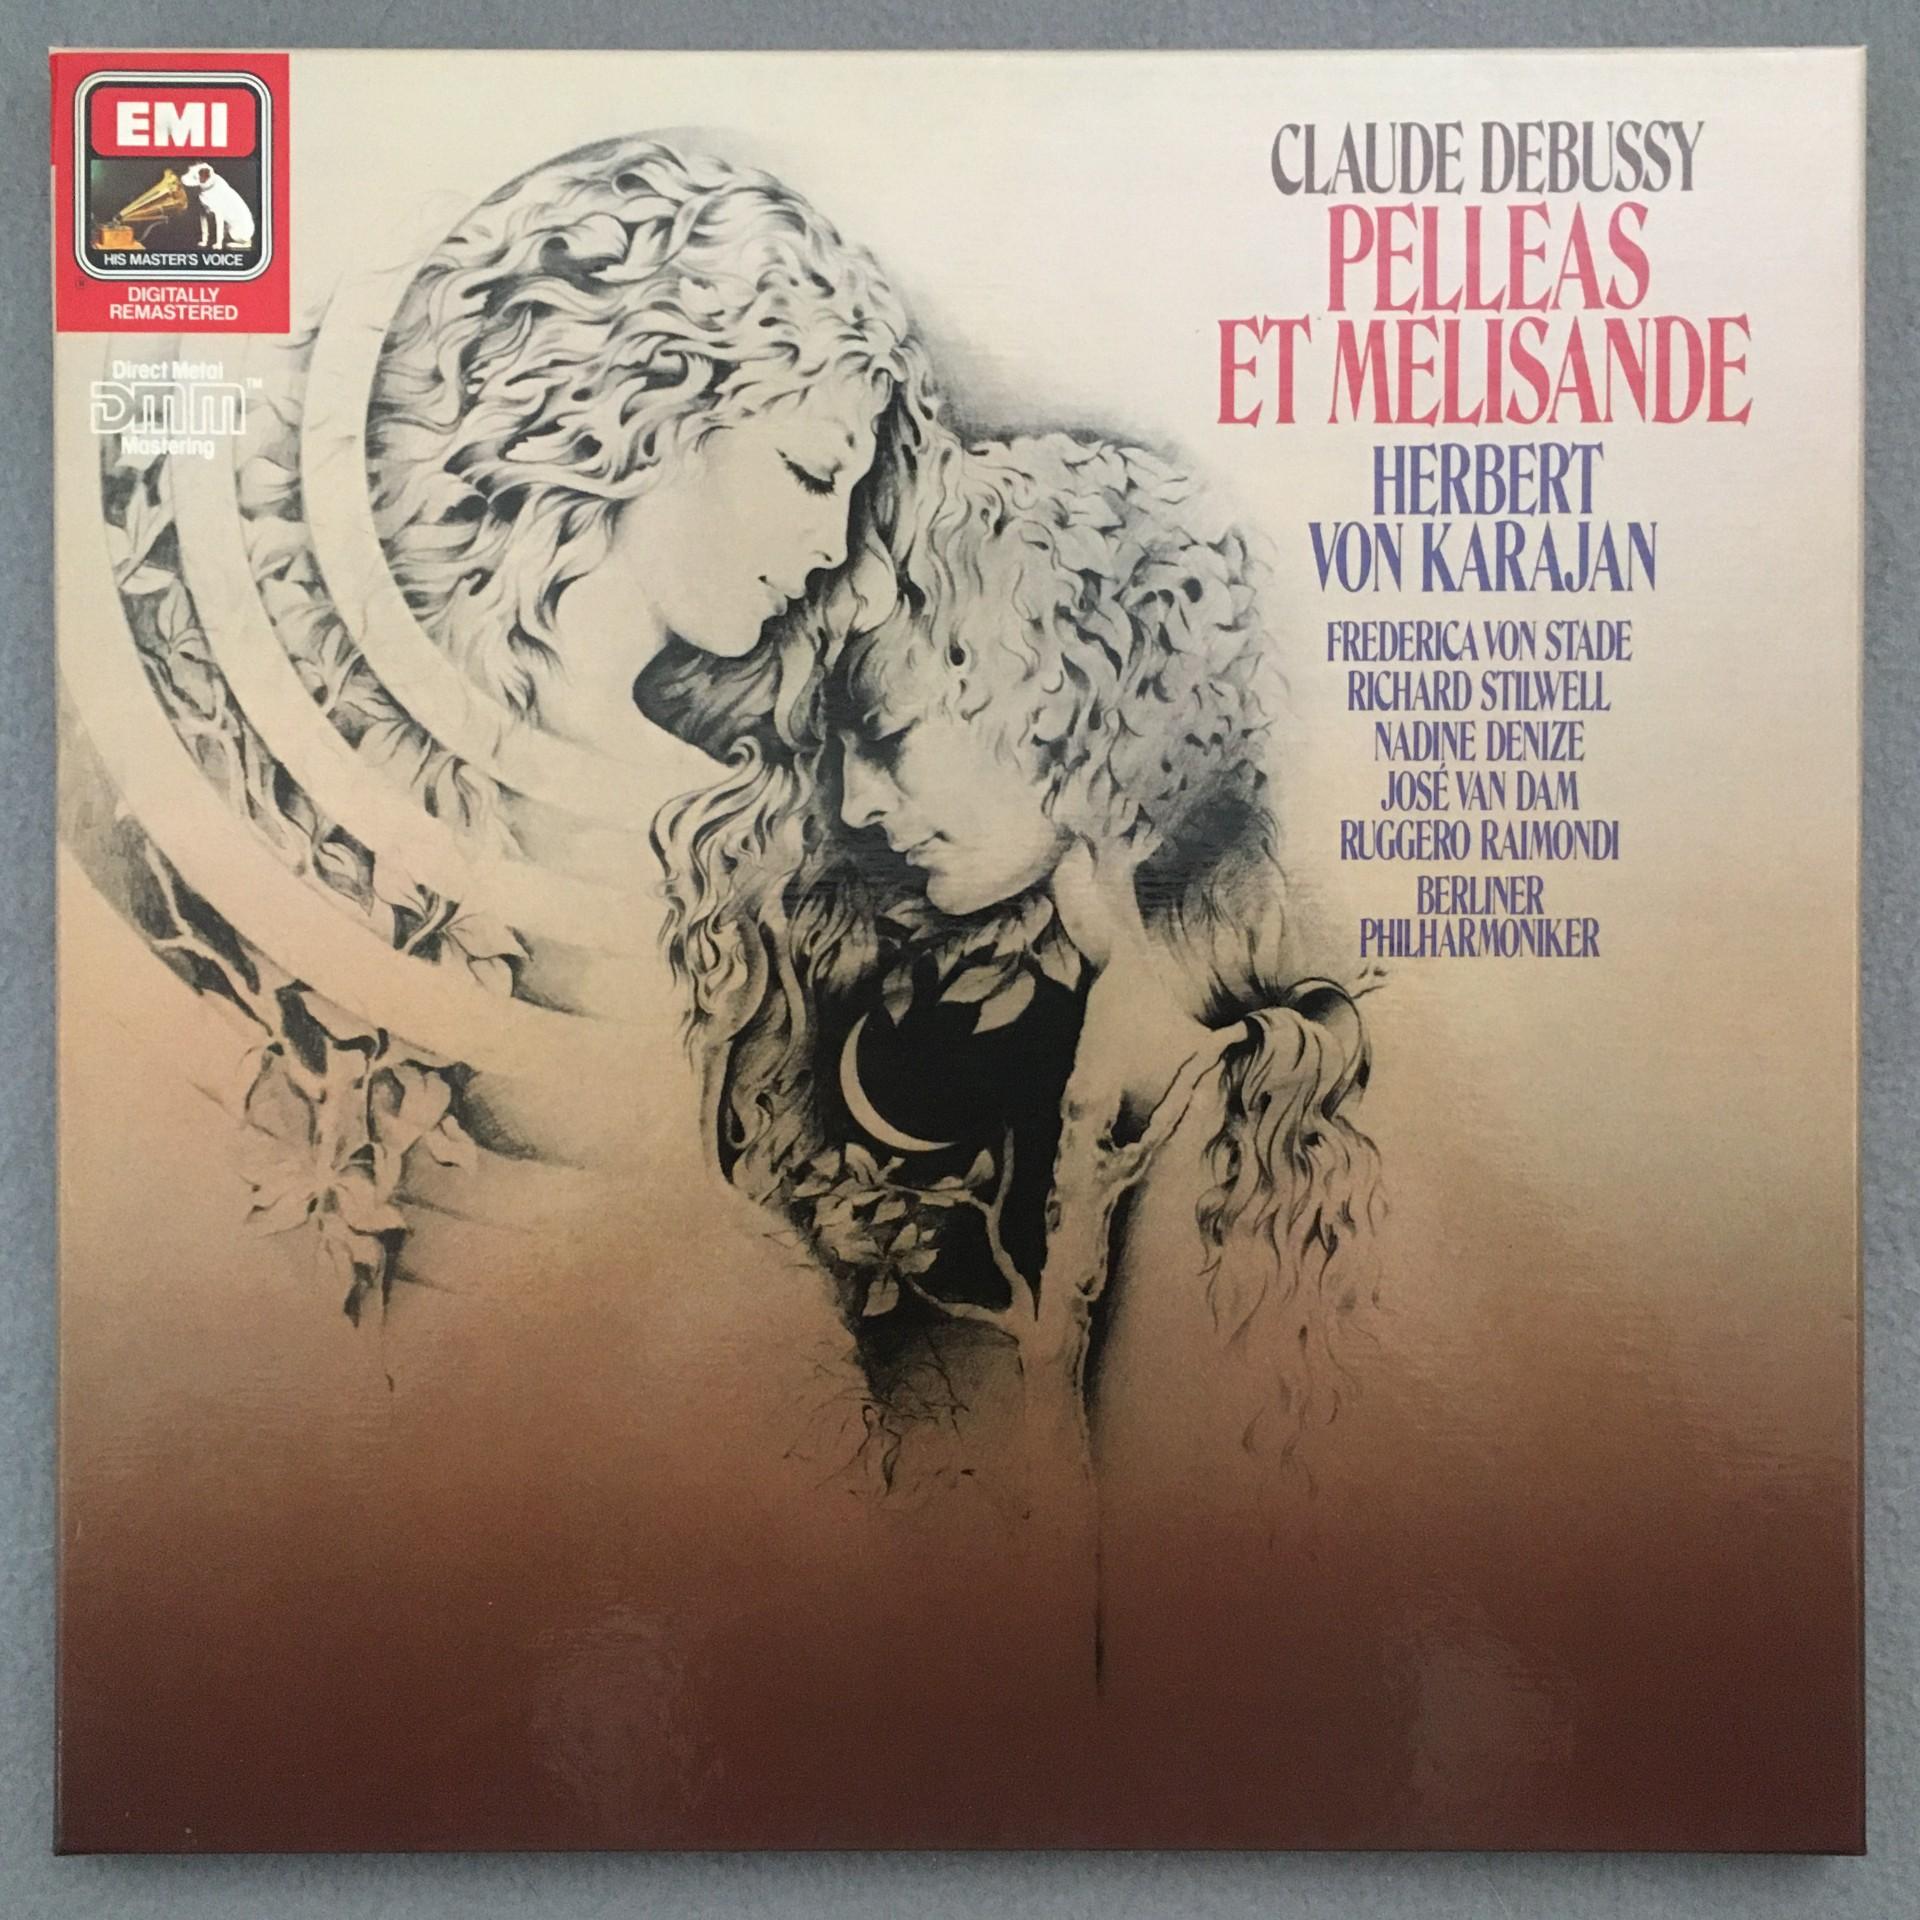 EMI
HIS MASTER'S VOICE
DIGITALLY
REMASTERED
Direct Metal
DMM™
Mastering
CLAUDE DEBUSSY
PELLEAS
ET MELISANDE
HERBERT
VON KARAJAN
FREDERICA VON STADE
RICHARD STILWELL
NADINE DENIZE
JOSÉ VAN DAM
RUGGERO RAIMONDI
BERLINER
PHILHARMONIKER